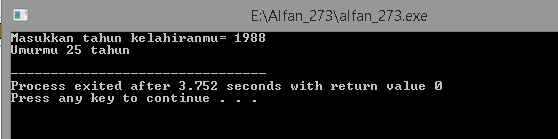 E:\Alfan_273\alfan_273.exe
Masukkan tahun kelahiranmu= 1988
Umurmu 25 tahun
--------------------------------
Process exited after 3.752 seconds with return value 0
Press any key to continue . . .